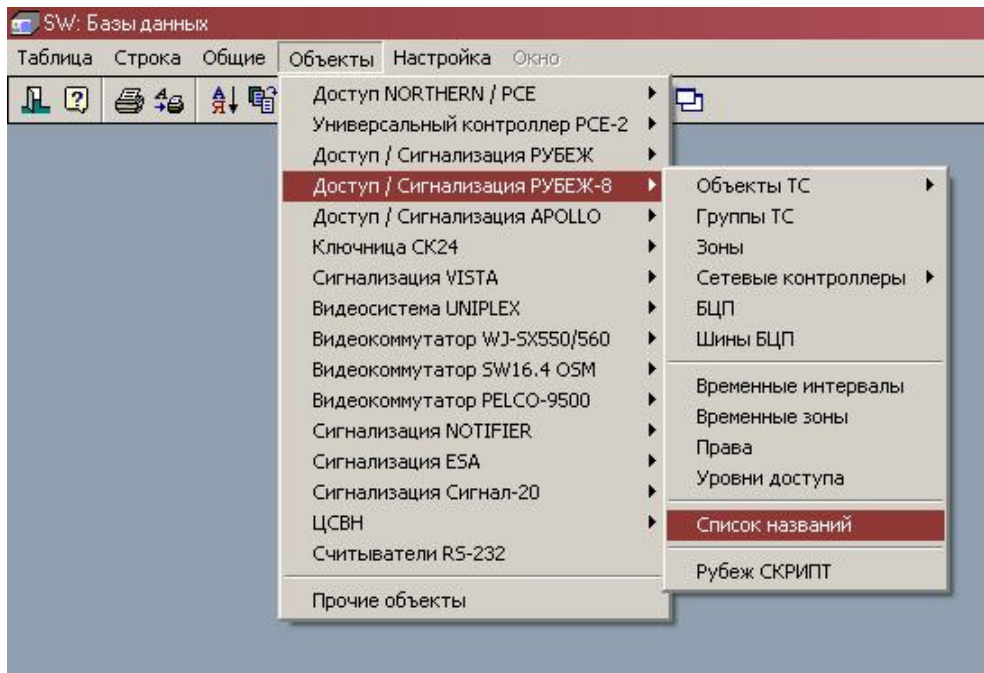 SW: Базы данных
Таблица Строка Общие Объекты Настройка Окно
Доступ NORTHERN / PCE
Универсальный контроллер PCE-2
Доступ / Сигнализация РУБЕЖ
Доступ / Сигнализация РУБЕЖ-8
Доступ / Сигнализация APOLLO
Ключница СК24
Сигнализация VISTA
Видеосистема UNIPLEX
Видеокоммутатор WJ-SX550/560
Видеокоммутатор SW16.4 OSM
Видеокоммутатор PELCO-9500
Сигнализация NOTIFIER
Сигнализация ESA
Сигнализация Сигнал-20
ЦСВН
Считыватели RS-232
Прочие объекты
Объекты ТС
Группы ТС
Зоны
Сетевые контроллеры
БЦП
Шины БЦП
Временные интервалы
Временные зоны
Права
Уровни доступа
Список названий
Рубеж СКРИПТ